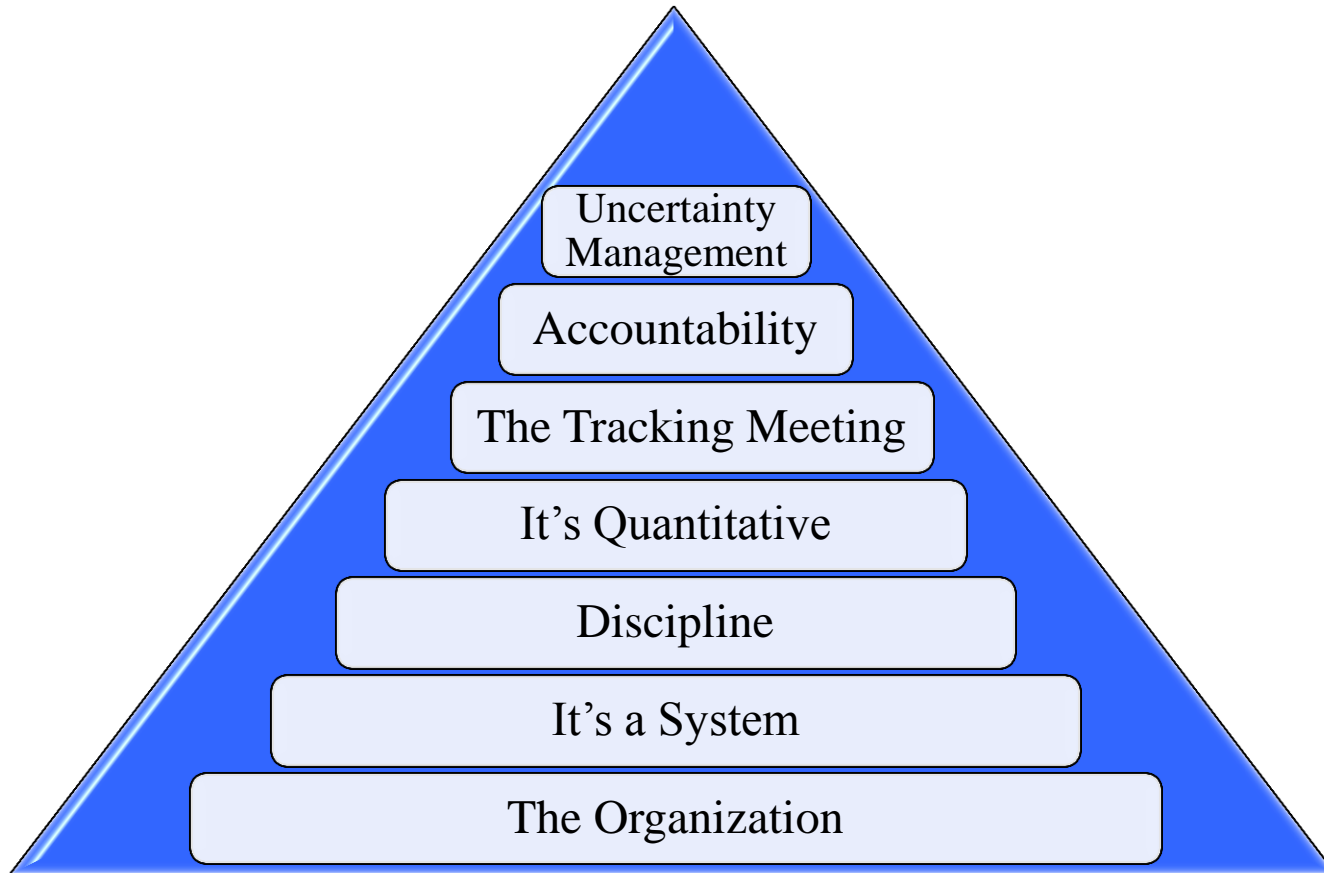 Uncertainty
Management
Accountability
The Tracking Meeting
It’s Quantitative
Discipline
It’s a System
The Organization